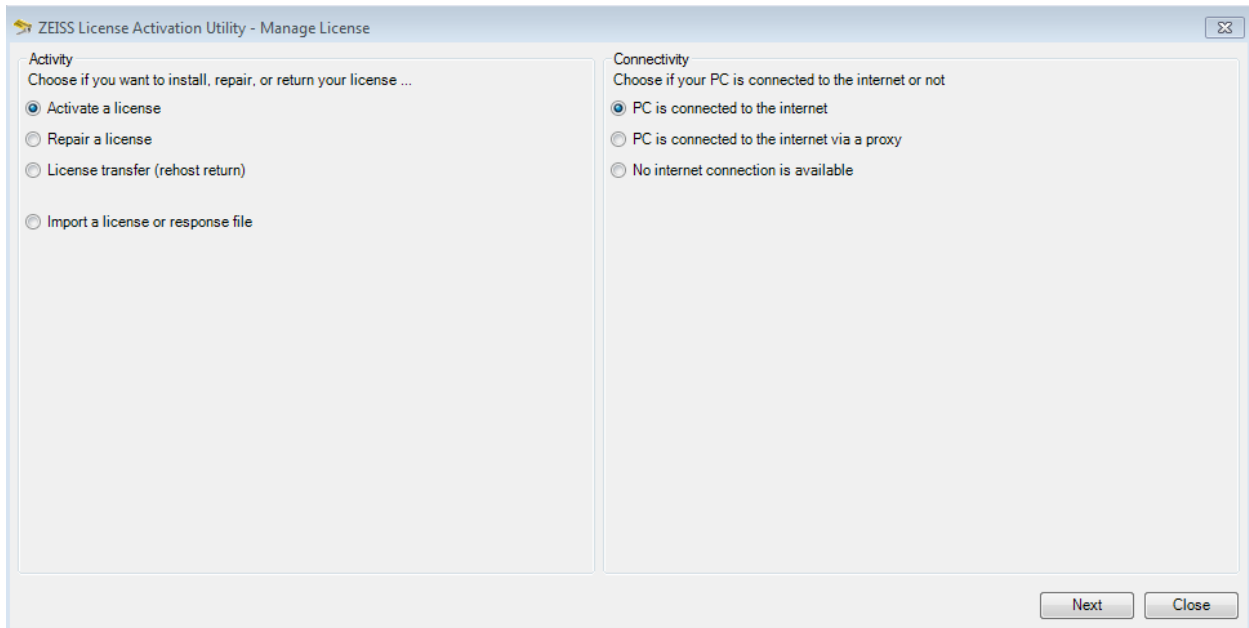 ZEISS License Activation Utility - Manage License
Activity
Choose if you want to install, repair, or return your license ...
Activate a license
Repair a license
License transfer (rehost return)
Import a license or response file
Connectivity
Choose if your PC is connected to the internet or not
PC is connected to the internet
PC is connected to the internet via a proxy
No internet connection is available
Next
Close